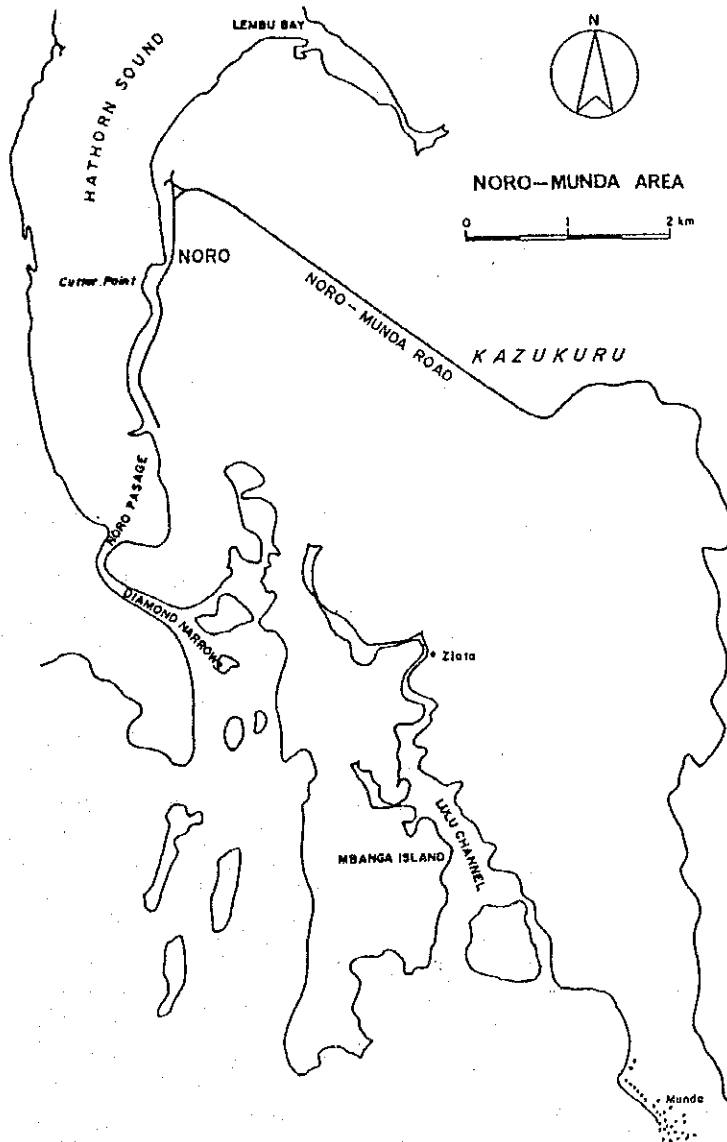 LEMBU BAY
N
HATHORN SOUND
NORO–MUNDA AREA
0 1 2 km
NORO
Cutter Point
NORO – MUNDA ROAD
KAZUKURU
NORO PASAGE
DIAMOND NARROWS
Ziata
LULU CHANNEL
MBANGA ISLAND
Munda